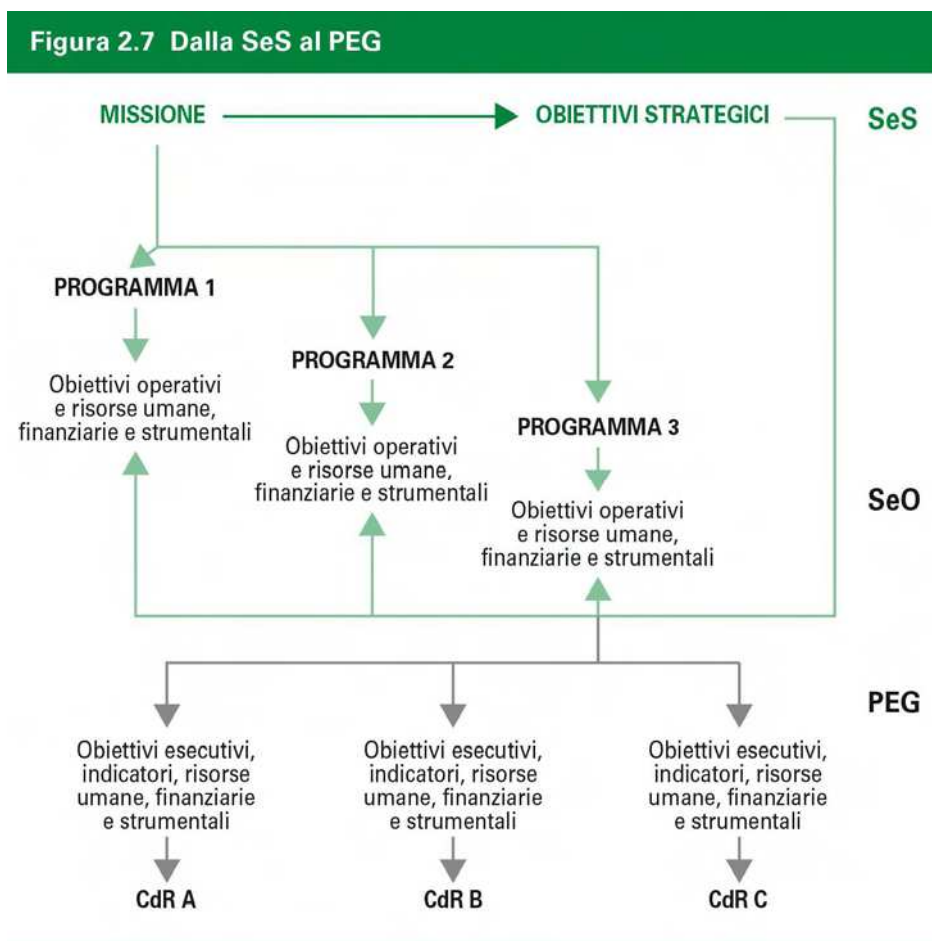 Figura 2.7 Dalla SeS al PEG
MISSIONE
OBIETTIVI STRATEGICI
SeS
PROGRAMMA 1
Obiettivi operativi
e risorse umane,
finanziarie e strumentali
PROGRAMMA 2
Obiettivi operativi
e risorse umane,
finanziarie e strumentali
PROGRAMMA 3
Obiettivi operativi
e risorse umane,
finanziarie e strumentali
SeO
PEG
Obiettivi esecutivi,
indicatori, risorse
umane, finanziarie
e strumentali
CdR A
Obiettivi esecutivi,
indicatori, risorse
umane, finanziarie
e strumentali
CdR B
Obiettivi esecutivi,
indicatori, risorse
umane, finanziarie
e strumentali
CdR C